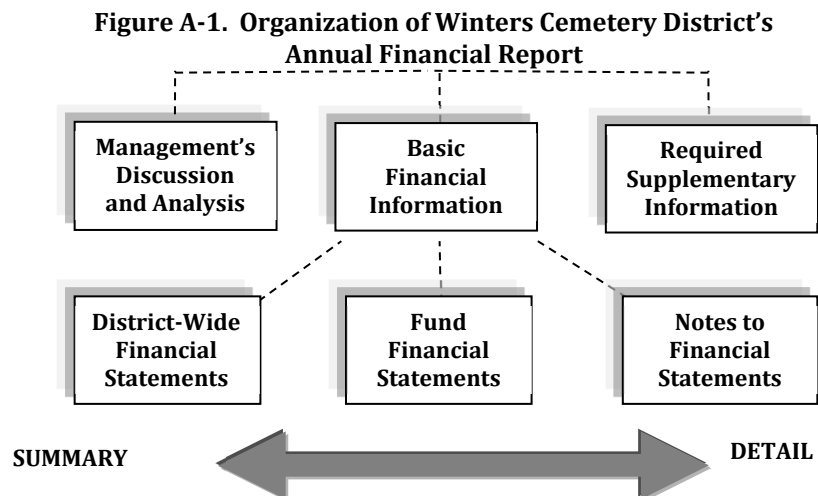 Figure A-1. Organization of Winters Cemetery District’s
Annual Financial Report
Management’s
Discussion
and Analysis
Basic
Financial
Information
Required
Supplementary
Information
District-Wide
Financial
Statements
Fund
Financial
Statements
Notes to
Financial
Statements
SUMMARY
DETAIL